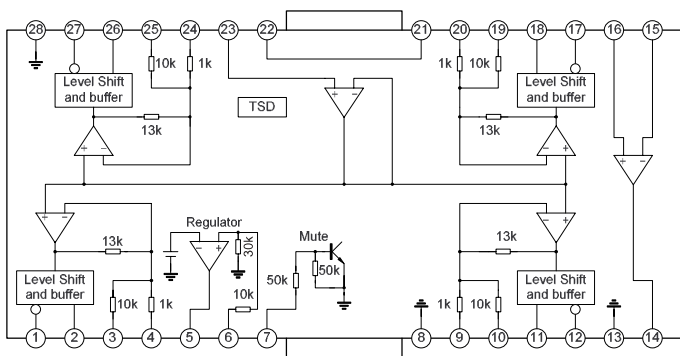 28 27 26 25 24 23 22 21 20 19 18 17 16 15
10k 1k 1k 10k
Level Shift
and buffer
Level Shift
and buffer
TSD
13k 13k
+ − + − − + + −
+ − − +
Regulator
− +
30k
Mute
13k 13k
50k 50k
Level Shift
and buffer
Level Shift
and buffer
10k 1k 10k 1k 10k
1 2 3 4 5 6 7 8 9 10 11 12 13 14